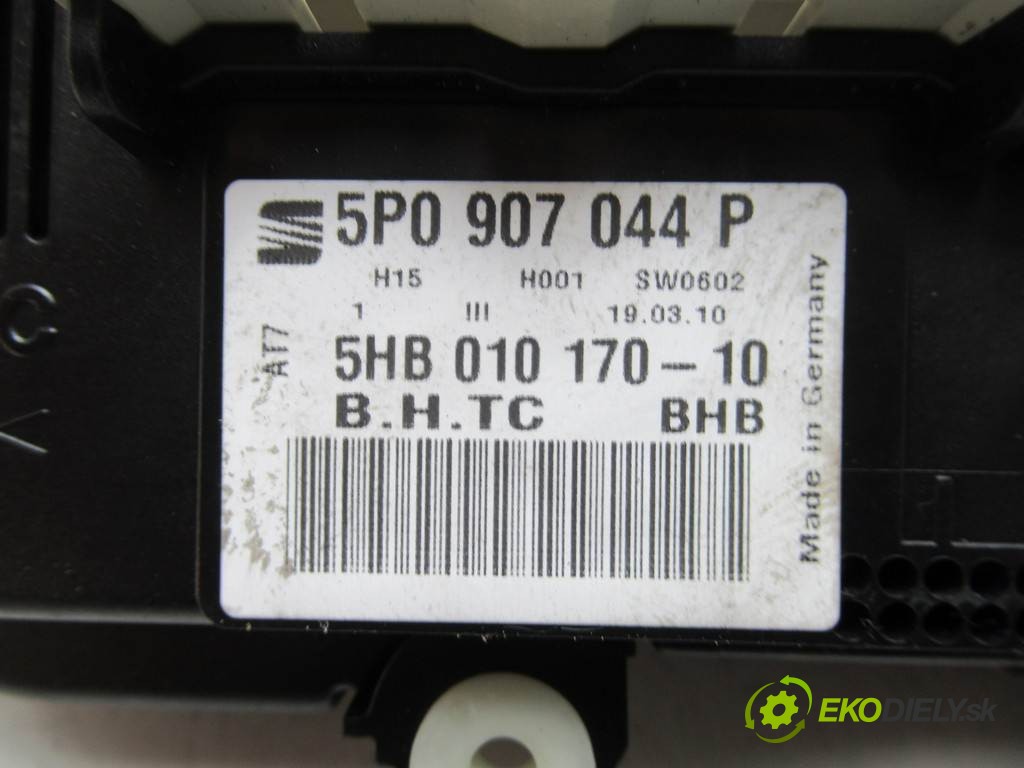 5P0 907 044 P
H15 H001 SW0602
1 III 19.03.10
AT7
5HB 010 170-10
B.H.TC BHB
Made in Germany
EKODIELY.sk